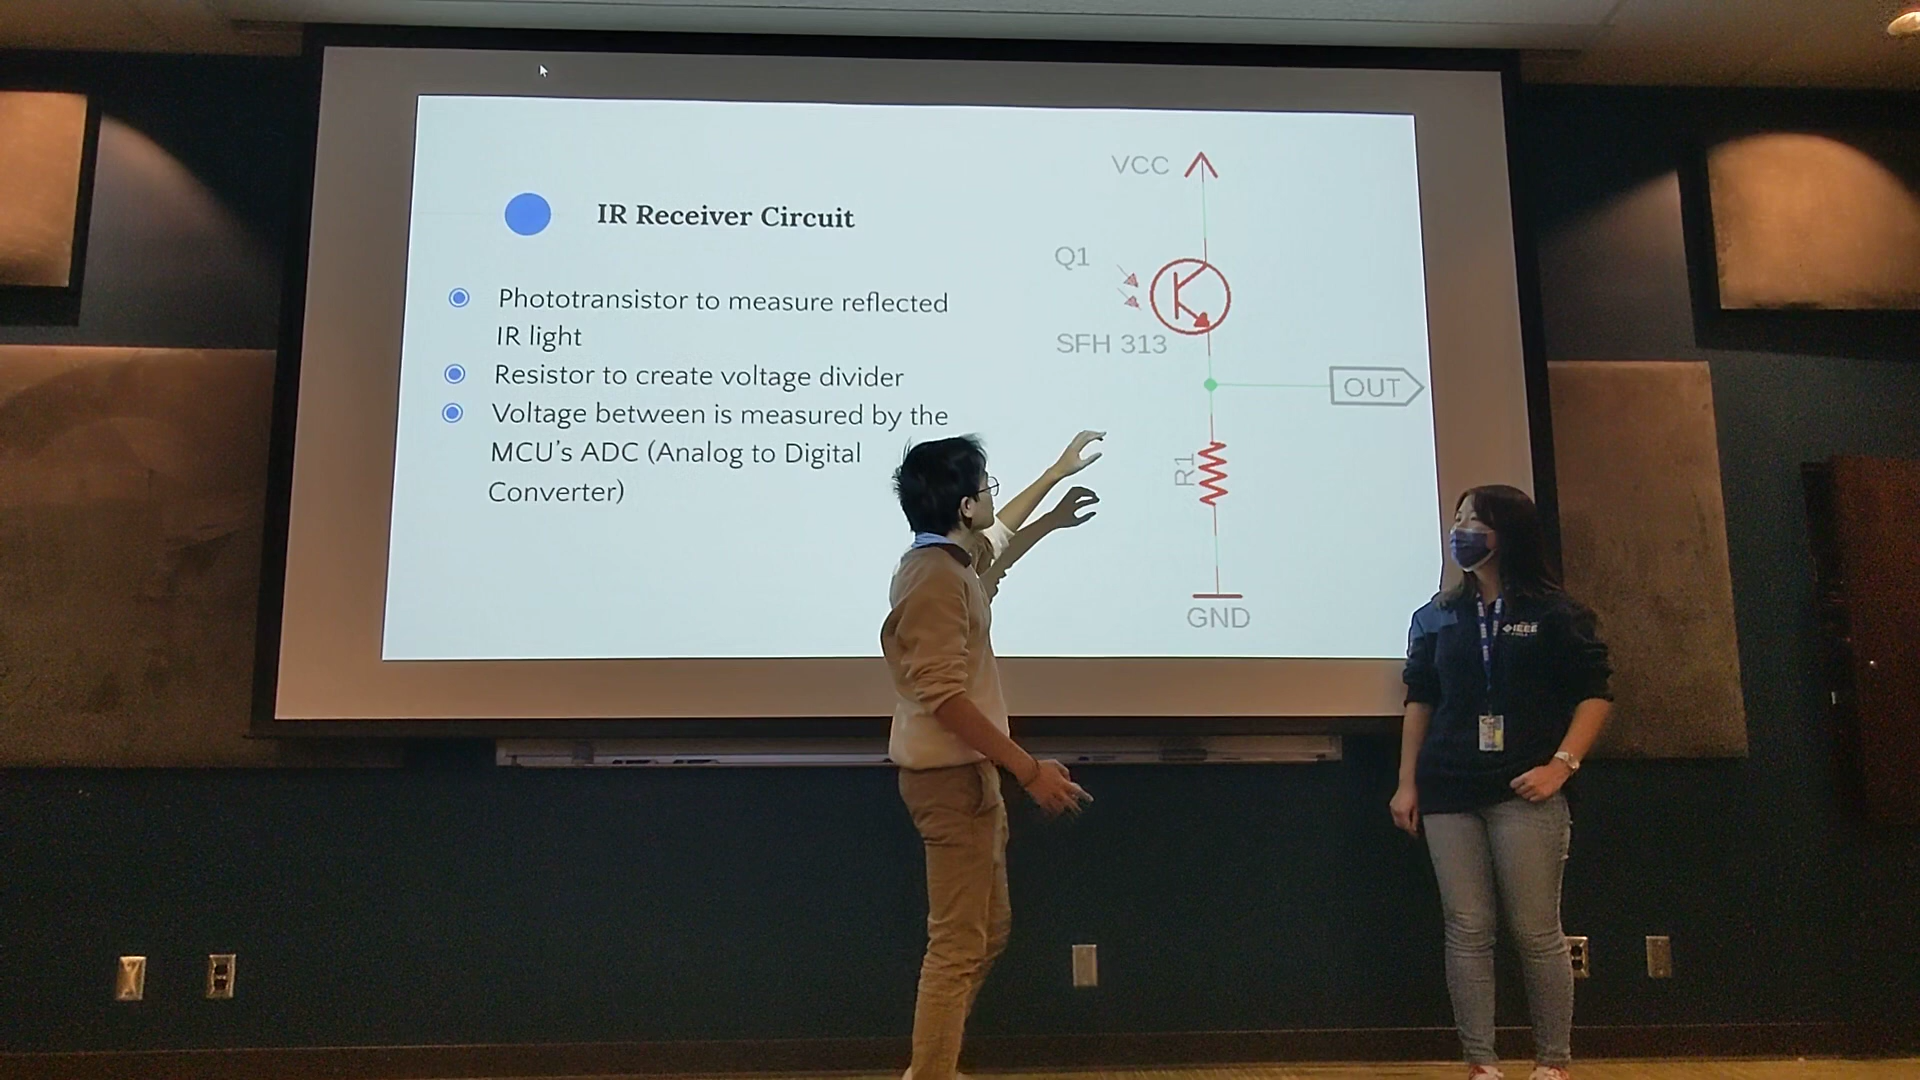 IR Receiver Circuit
Phototransistor to measure reflected
IR light
Resistor to create voltage divider
Voltage between is measured by the
MCU's ADC (Analog to Digital
Converter)
VCC
Q1
SFH 313
OUT
R1
GND
IEEE